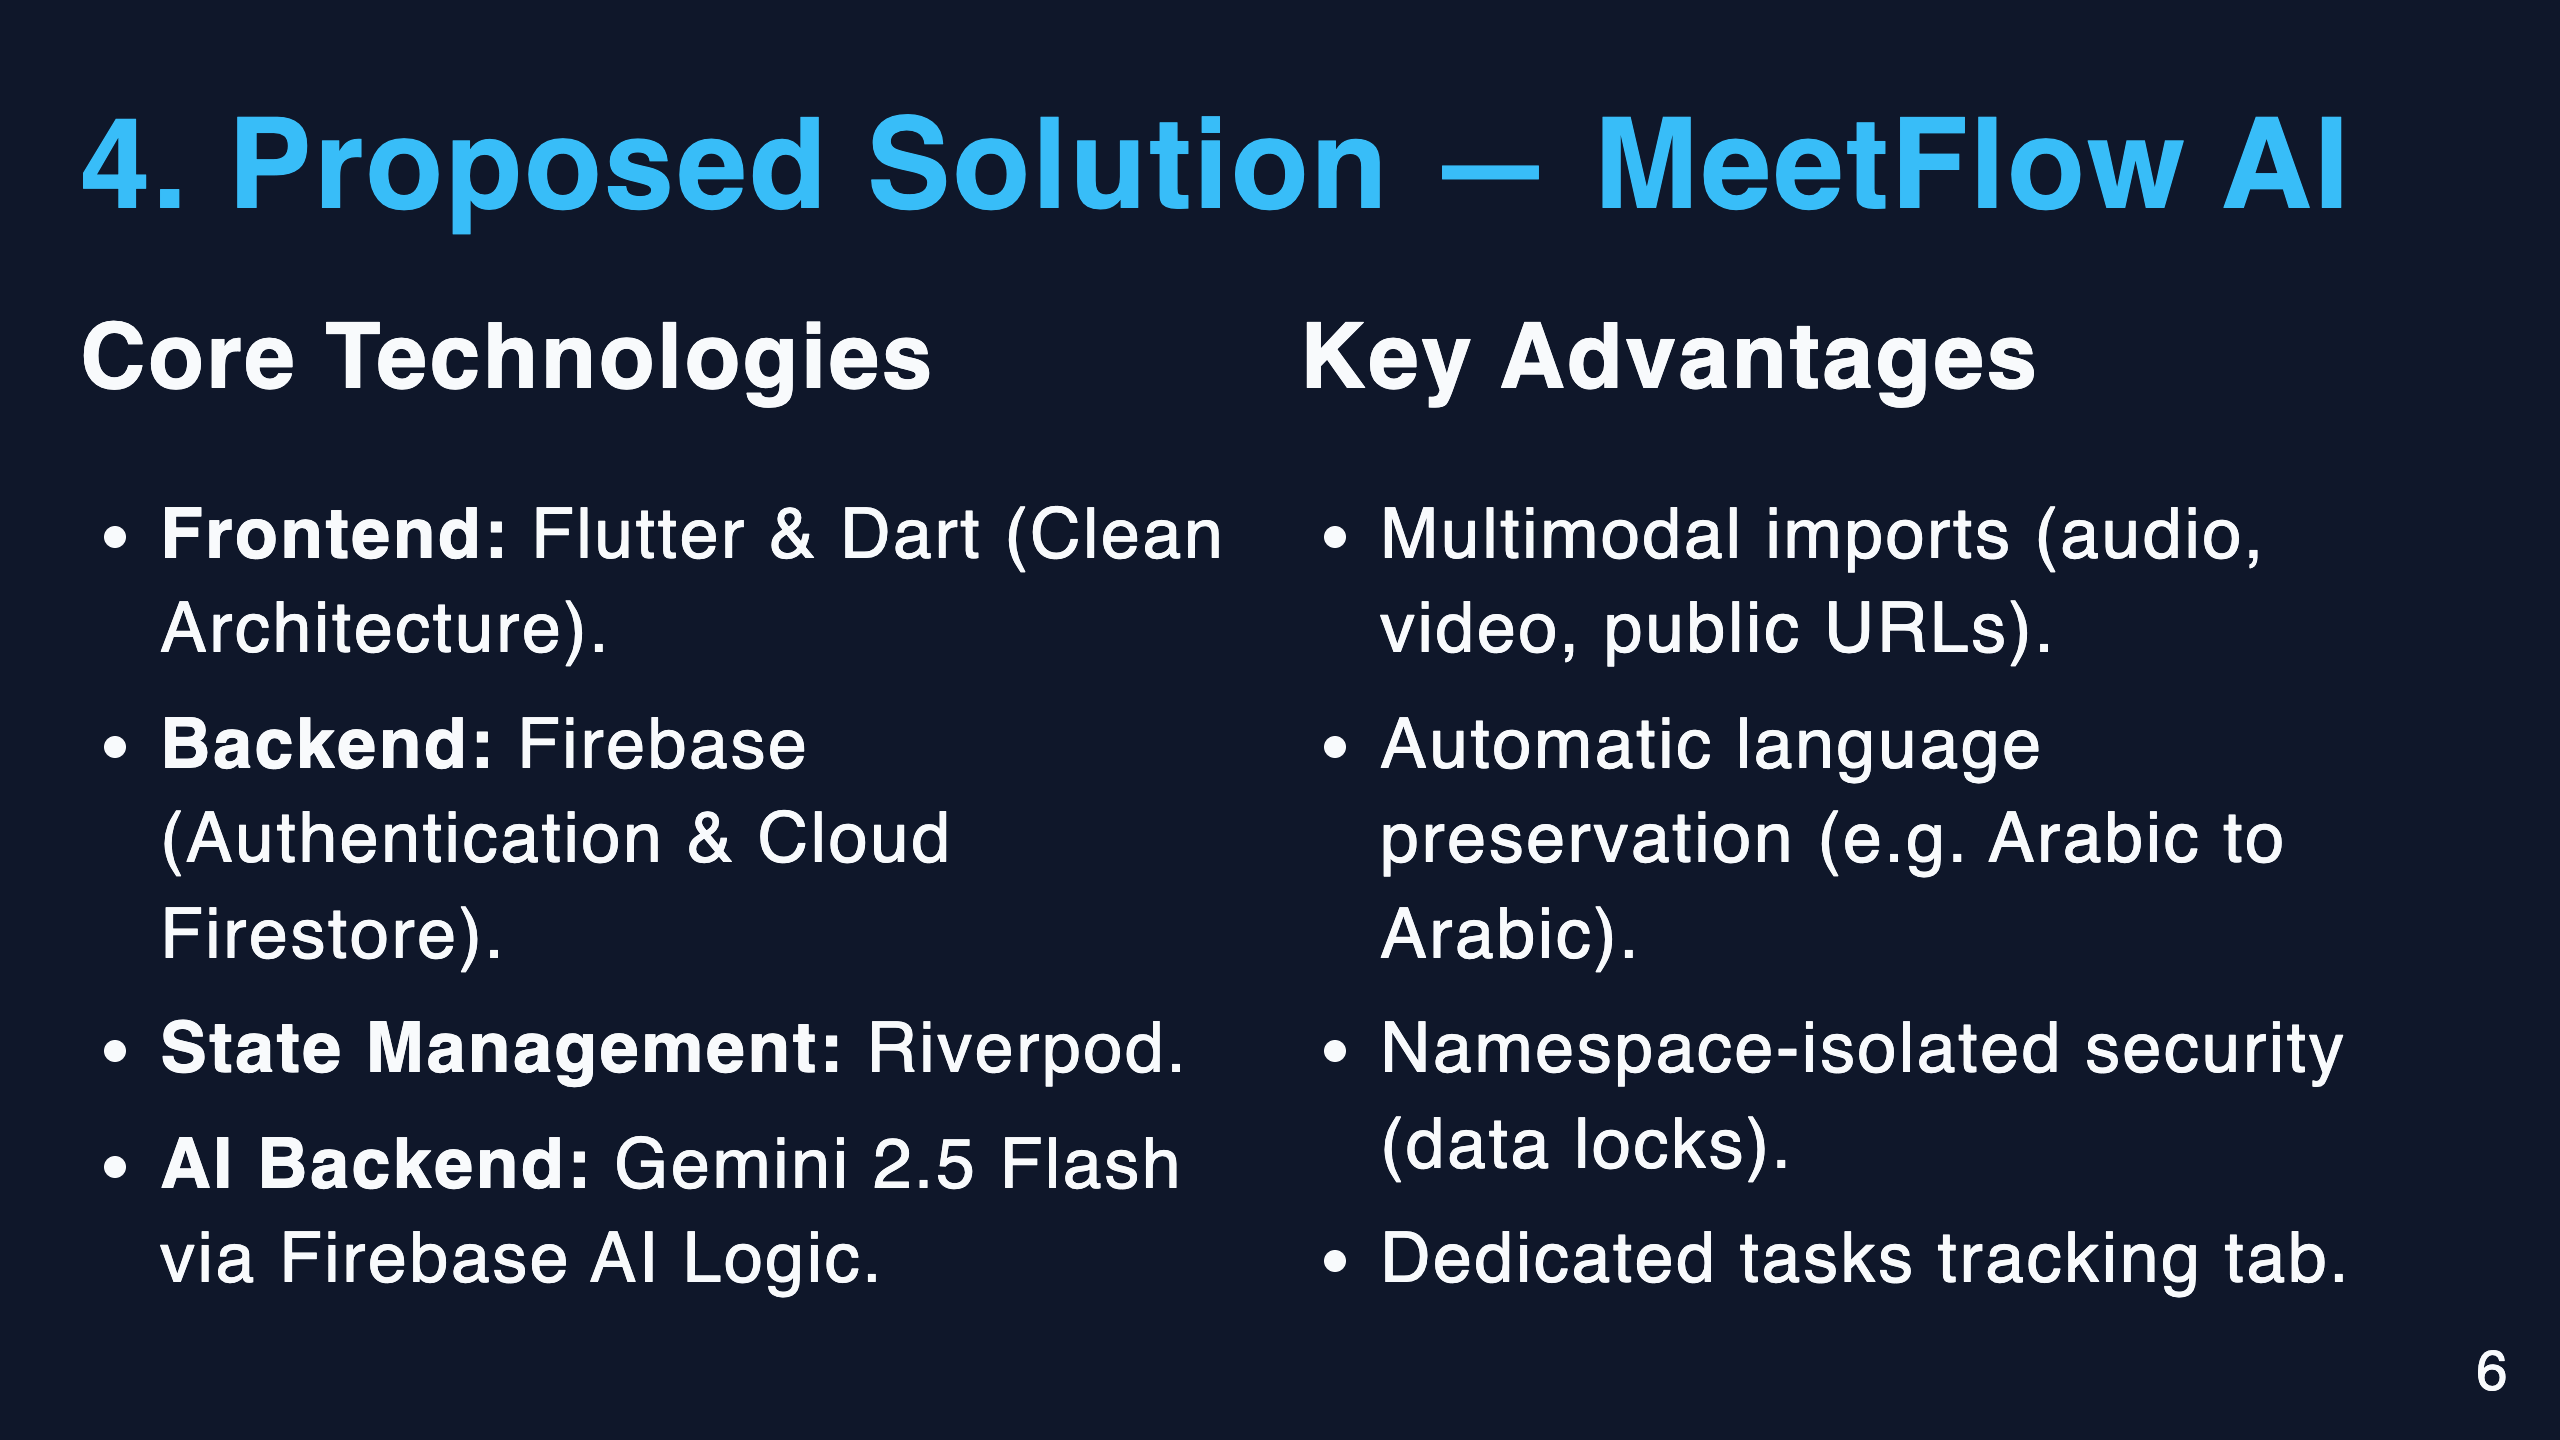 4. Proposed Solution — MeetFlow AI
Core Technologies
• Frontend: Flutter & Dart (Clean
Architecture).
• Backend: Firebase
(Authentication & Cloud
Firestore).
• State Management: Riverpod.
• AI Backend: Gemini 2.5 Flash
via Firebase AI Logic.
Key Advantages
• Multimodal imports (audio,
video, public URLs).
• Automatic language
preservation (e.g. Arabic to
Arabic).
• Namespace-isolated security
(data locks).
• Dedicated tasks tracking tab.
6